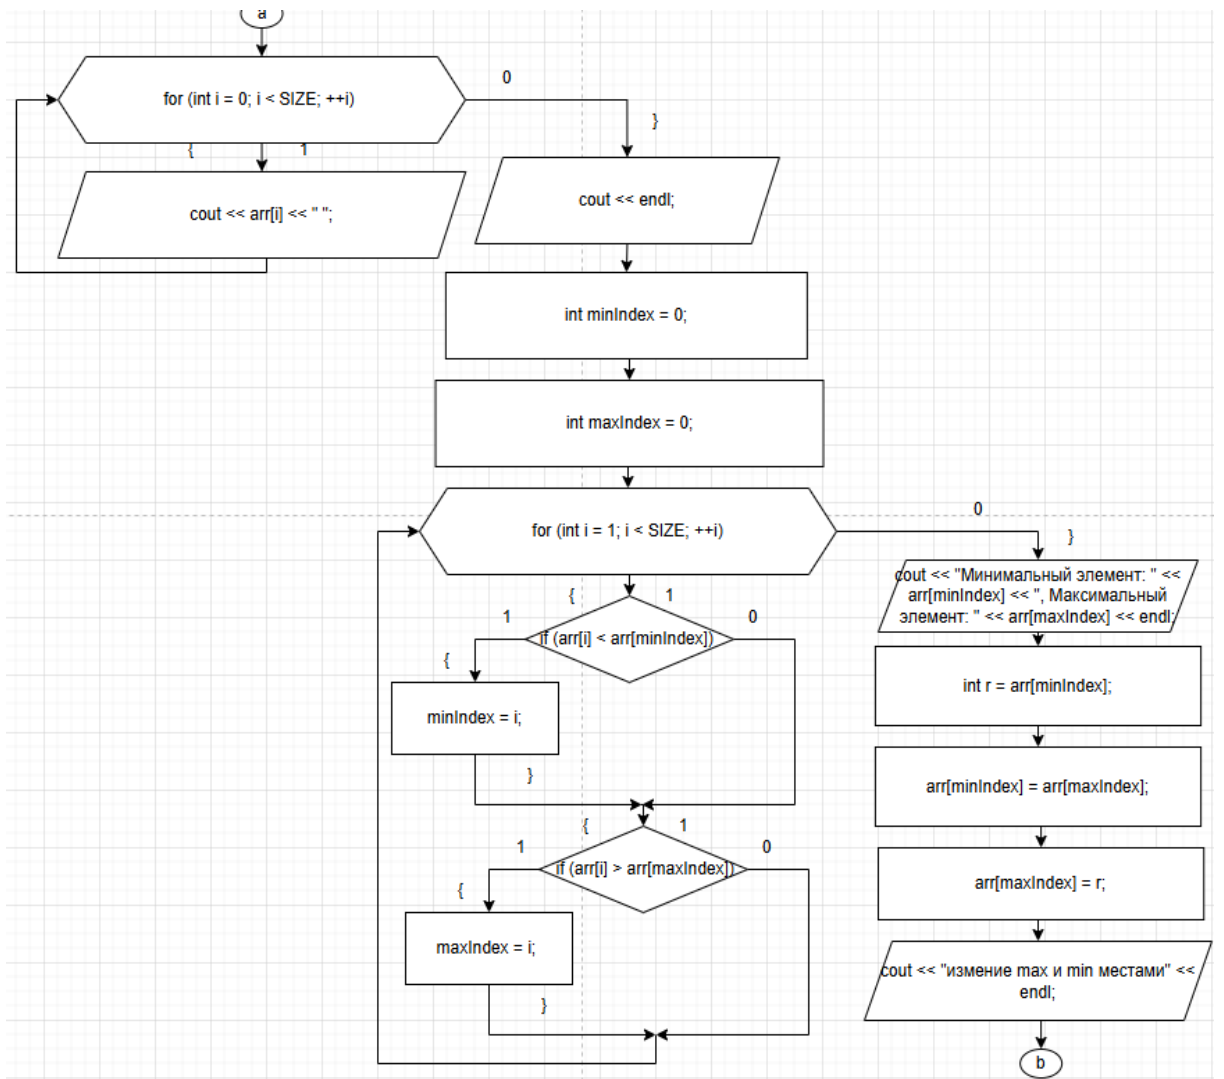 a
for (int i = 0; i < SIZE; ++i)
0
}
{
1
cout << arr[i] << " ";
cout << endl;
int minIndex = 0;
int maxIndex = 0;
for (int i = 1; i < SIZE; ++i)
0
}
{
1
cout << "Минимальный элемент: " <<
arr[minIndex] << ", Максимальный
элемент: " << arr[maxIndex] << endl;
1
0
if (arr[i] < arr[minIndex])
{
minIndex = i;
}
int r = arr[minIndex];
arr[minIndex] = arr[maxIndex];
{
1
1
0
if (arr[i] > arr[maxIndex])
{
maxIndex = i;
}
arr[maxIndex] = r;
cout << "измение max и min местами" <<
endl;
b